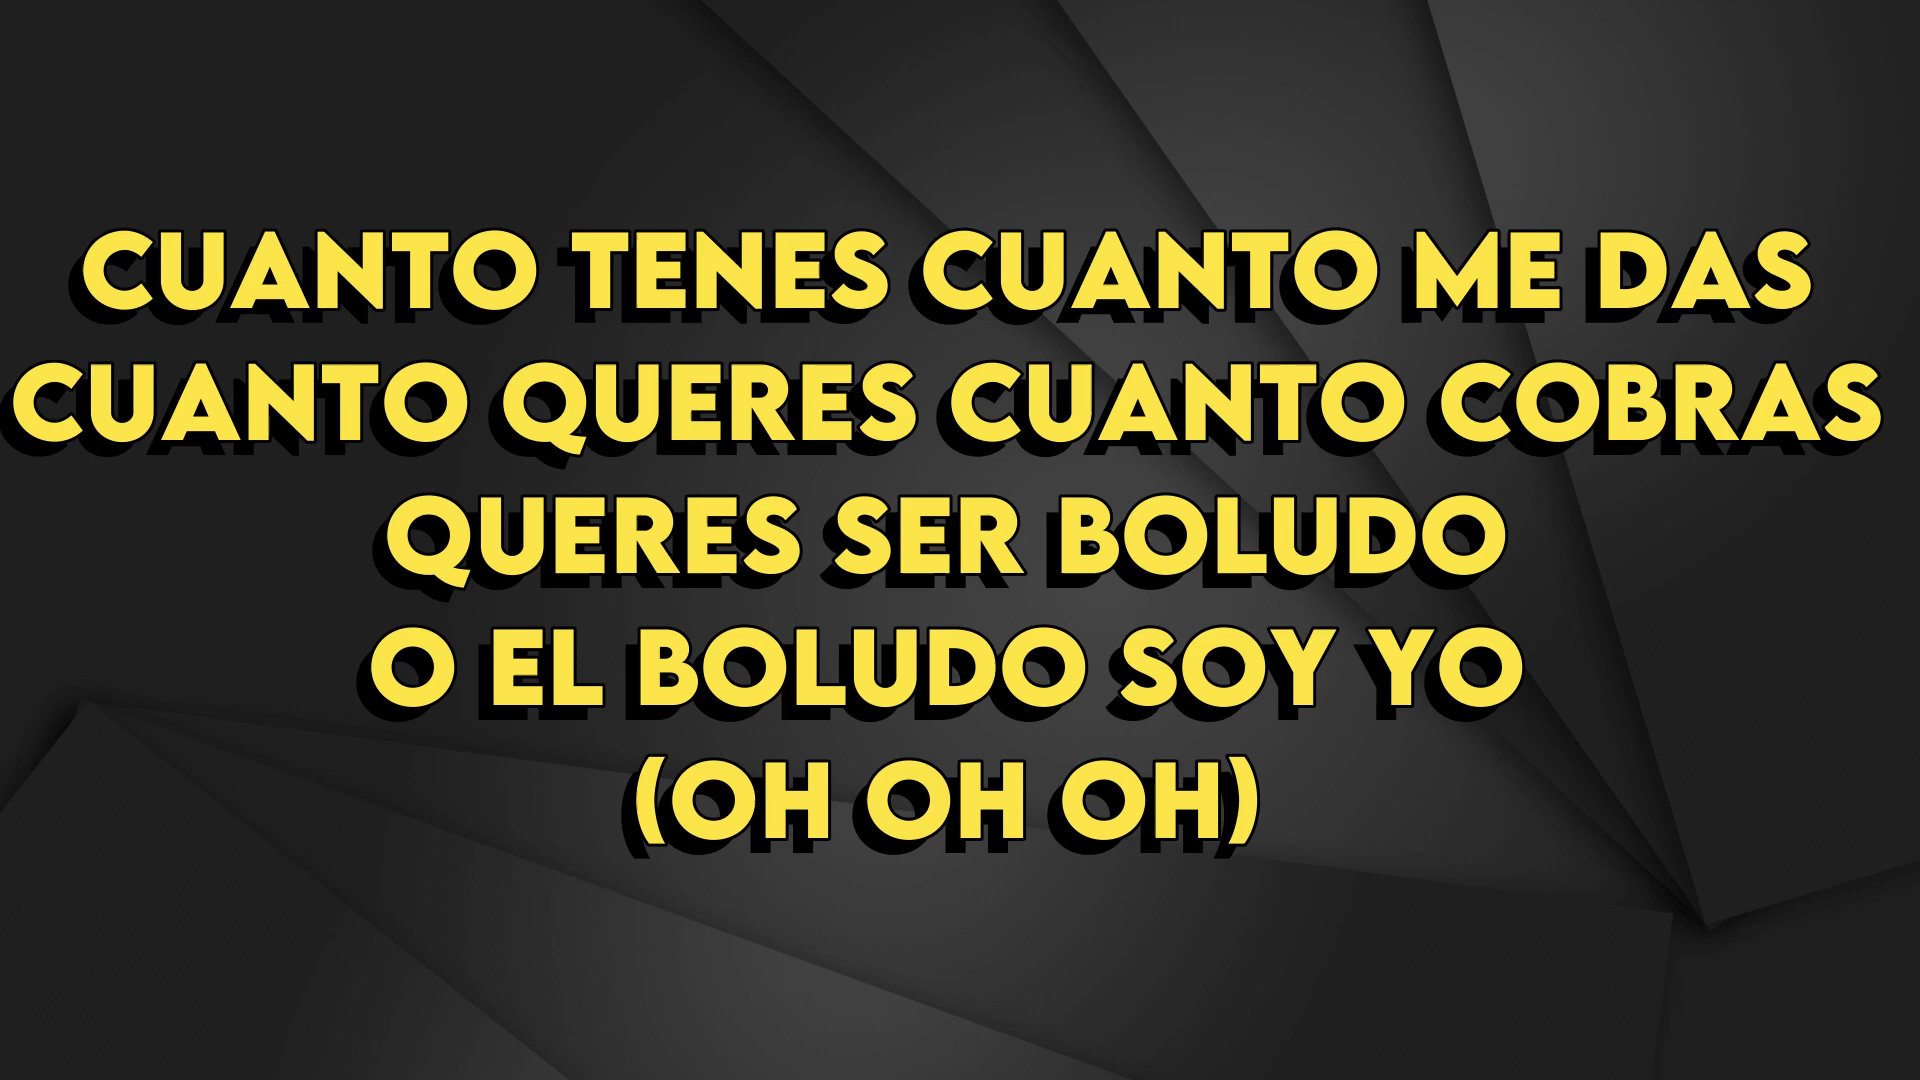 CUANTO TENES CUANTO ME DAS
CUANTO QUERES CUANTO COBRAS
QUERES SER BOLUDO
O EL BOLUDO SOY YO
(OH OH OH)